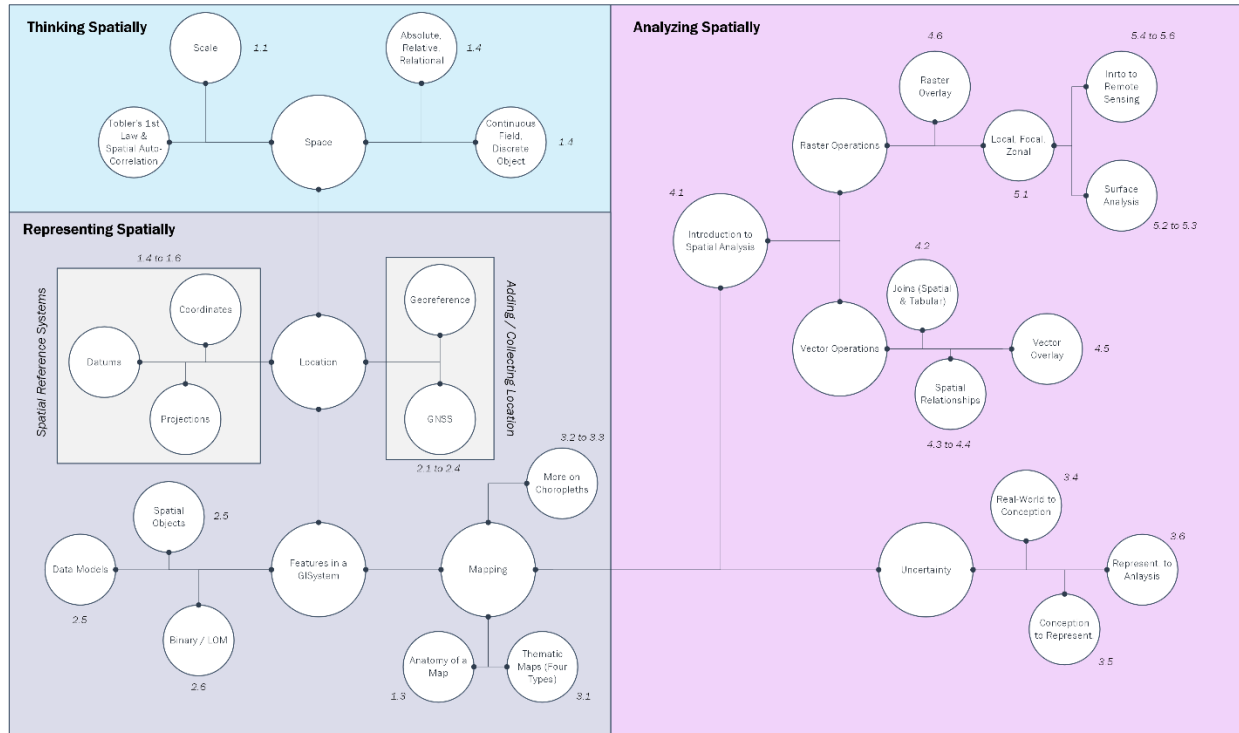 Thinking Spatially
Scale
1.1
Absolute,
Relative,
Relational
1.4
Tobler's 1st
Law &
Spatial Auto-
Correlation
Space
Continuous
Field,
Discrete
Object
1.4
Representing Spatially
1.4 to 1.6
Spatial Reference Systems
Coordinates
Datums
Projections
Location
Georeference
GNSS
Adding / Collecting Location
2.1 to 2.4
3.2 to 3.3
More on
Choropleths
Spatial
Objects
2.5
Data Models
2.5
Binary / LOM
2.6
Features in a
GISystem
Mapping
Anatomy of a
Map
1.3
Thematic
Maps (Four
Types)
3.1
Analyzing Spatially
4.6
Raster
Overlay
5.4 to 5.6
Inrto to
Remote
Sensing
Raster Operations
Local, Focal,
Zonal
5.1
Surface
Analysis
5.2 to 5.3
4.1
Introduction to
Spatial Analysis
4.2
Joins (Spatial
& Tabular)
Vector Operations
Vector
Overlay
4.5
Spatial
Relationships
4.3 to 4.4
3.4
Real-World to
Conception
3.6
Uncertainty
Represent. to
Anlaysis
Conception
to Represent.
3.5